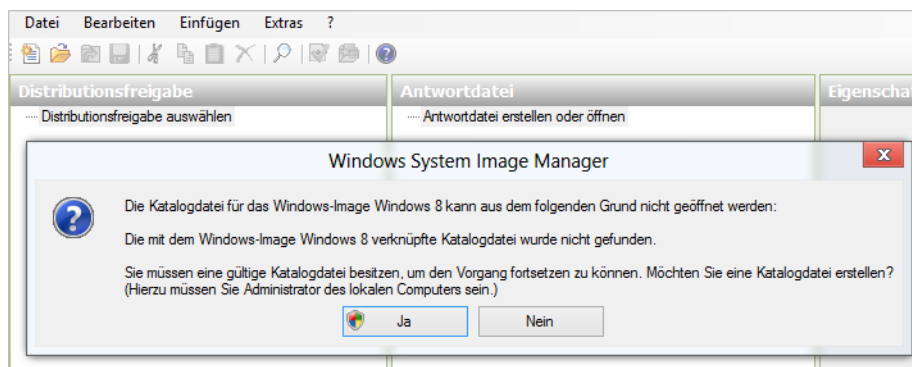 Datei Bearbeiten Einfügen Extras ?
Distributionsfreigabe Antwortdatei Eigenscha
Distributionsfreigabe auswählen Antwortdatei erstellen oder öffnen
Windows System Image Manager
Die Katalogdatei für das Windows-Image Windows 8 kann aus dem folgenden Grund nicht geöffnet werden:
Die mit dem Windows-Image Windows 8 verknüpfte Katalogdatei wurde nicht gefunden.
Sie müssen eine gültige Katalogdatei besitzen, um den Vorgang fortsetzen zu können. Möchten Sie eine Katalogdatei erstellen?
(Hierzu müssen Sie Administrator des lokalen Computers sein.)
Ja Nein